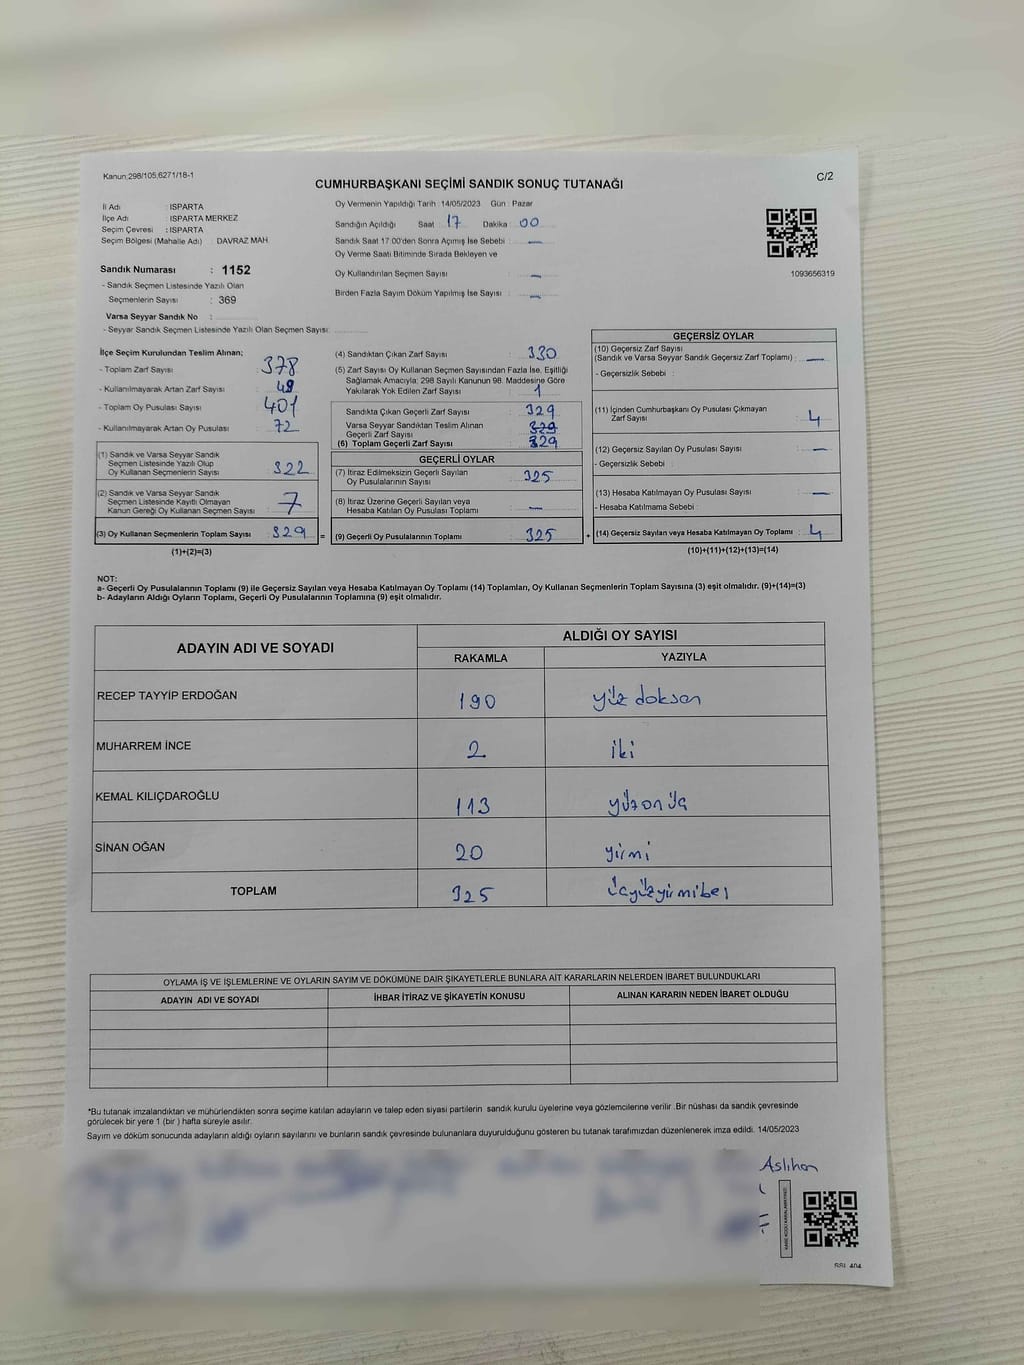 Kanun:298/105,6271/18-1
C/2
CUMHURBAŞKANI SEÇİMİ SANDIK SONUÇ TUTANAĞI
İl Adı : ISPARTA
İlçe Adı : ISPARTA MERKEZ
Seçim Çevresi : ISPARTA
Seçim Bölgesi (Mahalle Adı) : DAVRAZ MAH.
Oy Vermenin Yapıldığı Tarih : 14/05/2023 Gün : Pazar
Sandığın Açıldığı Saat : 17 Dakika : 00
Sandık Saat 17:00'den Sonra Açımış İse Sebebi : —
Oy Verme Saati Bitiminde Sırada Bekleyen ve
Oy Kullandırılan Seçmen Sayısı : —
Birden Fazla Sayım Döküm Yapılmış İse Sayısı : —
1093656319
Sandık Numarası : 1152
- Sandık Seçmen Listesinde Yazılı Olan
Seçmenlerin Sayısı : 369
Varsa Seyyar Sandık No :
- Seyyar Sandık Seçmen Listesinde Yazılı Olan Seçmen Sayısı:
İlçe Seçim Kurulundan Teslim Alınan;
- Toplam Zarf Sayısı : 378
- Kullanılmayarak Artan Zarf Sayısı : 49
- Toplam Oy Pusulası Sayısı : 401
- Kullanılmayarak Artan Oy Pusulası : 72
(1) Sandık ve Varsa Seyyar Sandık
Seçmen Listesinde Yazılı Olup
Oy Kullanan Seçmenlerin Sayısı : 322
(2) Sandık ve Varsa Seyyar Sandık
Seçmen Listesinde Kayıtlı Olmayan
Kanun Gereği Oy Kullanan Seçmen Sayısı : 7
(3) Oy Kullanan Seçmenlerin Toplam Sayısı : 329 =
(1)+(2)=(3)
(4) Sandıktan Çıkan Zarf Sayısı : 330
(5) Zarf Sayısı Oy Kullanan Seçmen Sayısından Fazla İse, Eşitliği
Sağlamak Amacıyla; 298 Sayılı Kanunun 98. Maddesine Göre
Yakılarak Yok Edilen Zarf Sayısı : 1
Sandıkta Çıkan Geçerli Zarf Sayısı : 329
Varsa Seyyar Sandıktan Teslim Alınan
Geçerli Zarf Sayısı : 329
(6) Toplam Geçerli Zarf Sayısı : 329
GEÇERLİ OYLAR
(7) İtiraz Edilmeksizin Geçerli Sayılan
Oy Pusulalarının Sayısı : 325
(8) İtiraz Üzerine Geçerli Sayılan veya
Hesaba Katılan Oy Pusulası Toplamı : —
(9) Geçerli Oy Pusulalarının Toplamı : 325 +
GEÇERSİZ OYLAR
(10) Geçersiz Zarf Sayısı
(Sandık ve Varsa Seyyar Sandık Geçersiz Zarf Toplamı) : —
- Geçersizlik Sebebi :
(11) İçinden Cumhurbaşkanı Oy Pusulası Çıkmayan
Zarf Sayısı : 4
(12) Geçersiz Sayılan Oy Pusulası Sayısı : —
- Geçersizlik Sebebi :
(13) Hesaba Katılmayan Oy Pusulası Sayısı : —
- Hesaba Katılmama Sebebi :
(14) Geçersiz Sayılan veya Hesaba Katılmayan Oy Toplamı : 4
(10)+(11)+(12)+(13)=(14)
NOT:
a- Geçerli Oy Pusulalarının Toplamı (9) ile Geçersiz Sayılan veya Hesaba Katılmayan Oy Toplamı (14) Toplamları, Oy Kullanan Seçmenlerin Toplam Sayısına (3) eşit olmalıdır. (9)+(14)=(3)
b- Adayların Aldığı Oyların Toplamı, Geçerli Oy Pusulalarının Toplamına (9) eşit olmalıdır.
ADAYIN ADI VE SOYADI
ALDIĞI OY SAYISI
RAKAMLA YAZIYLA
RECEP TAYYİP ERDOĞAN 190 yüz doksan
MUHARREM İNCE 2 iki
KEMAL KILIÇDAROĞLU 113 yüzonüç
SİNAN OĞAN 20 yirmi
TOPLAM 325 üçyüzyirmibeş
OYLAMA İŞ VE İŞLEMLERİNE VE OYLARIN SAYIM VE DÖKÜMÜNE DAİR ŞİKAYETLERLE BUNLARA AİT KARARLARIN NELERDEN İBARET BULUNDUKLARI
ADAYIN ADI VE SOYADI İHBAR İTİRAZ VE ŞİKAYETİN KONUSU ALINAN KARARIN NEDEN İBARET OLDUĞU
*Bu tutanak imzalandıktan ve mühürlendikten sonra seçime katılan adayların ve talep eden siyasi partilerin sandık kurulu üyelerine veya gözlemcilerine verilir .Bir nüshası da sandık çevresinde
görülecek bir yere 1 (bir ) hafta süreyle asılır.
Sayım ve döküm sonucunda adayların aldığı oyların sayılarını ve bunların sandık çevresinde bulunanlara duyurulduğunu gösteren bu tutanak tarafımızdan düzenlenerek imza edildi. 14/05/2023
Aslıhan